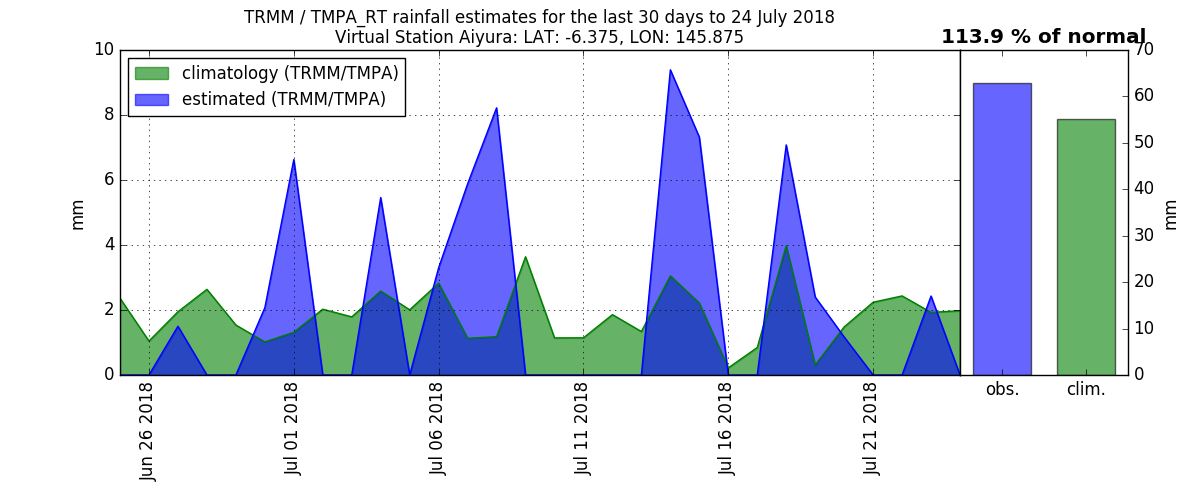 TRMM / TMPA_RT rainfall estimates for the last 30 days to 24 July 2018
Virtual Station Aiyura: LAT: -6.375, LON: 145.875
113.9 % of normal
climatology (TRMM/TMPA)
estimated (TRMM/TMPA)
10
8
6
4
2
0
mm
70
60
50
40
30
20
10
0
mm
Jun 26 2018
Jul 01 2018
Jul 06 2018
Jul 11 2018
Jul 16 2018
Jul 21 2018
obs.
clim.